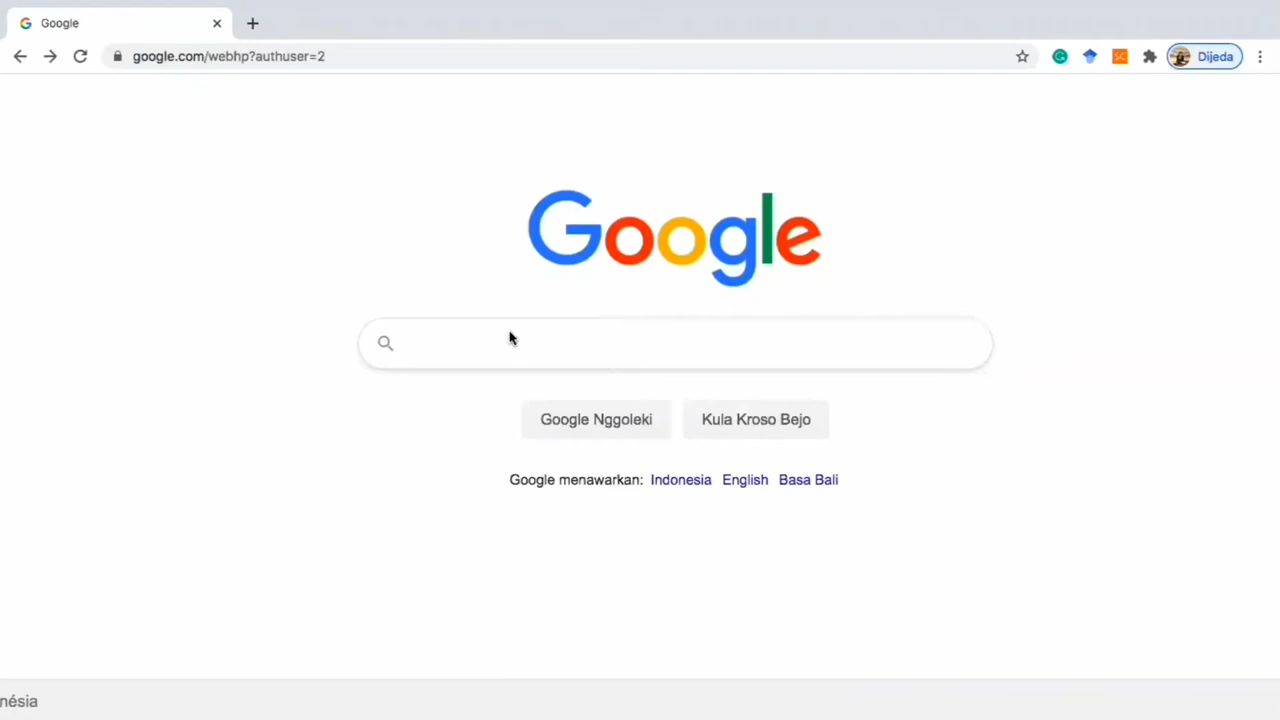 Google
google.com/webhp?authuser=2
SC
Dijeda
Google
Google Nggoleki
Kula Kroso Bejo
Google menawarkan: Indonesia English Basa Bali
nésia